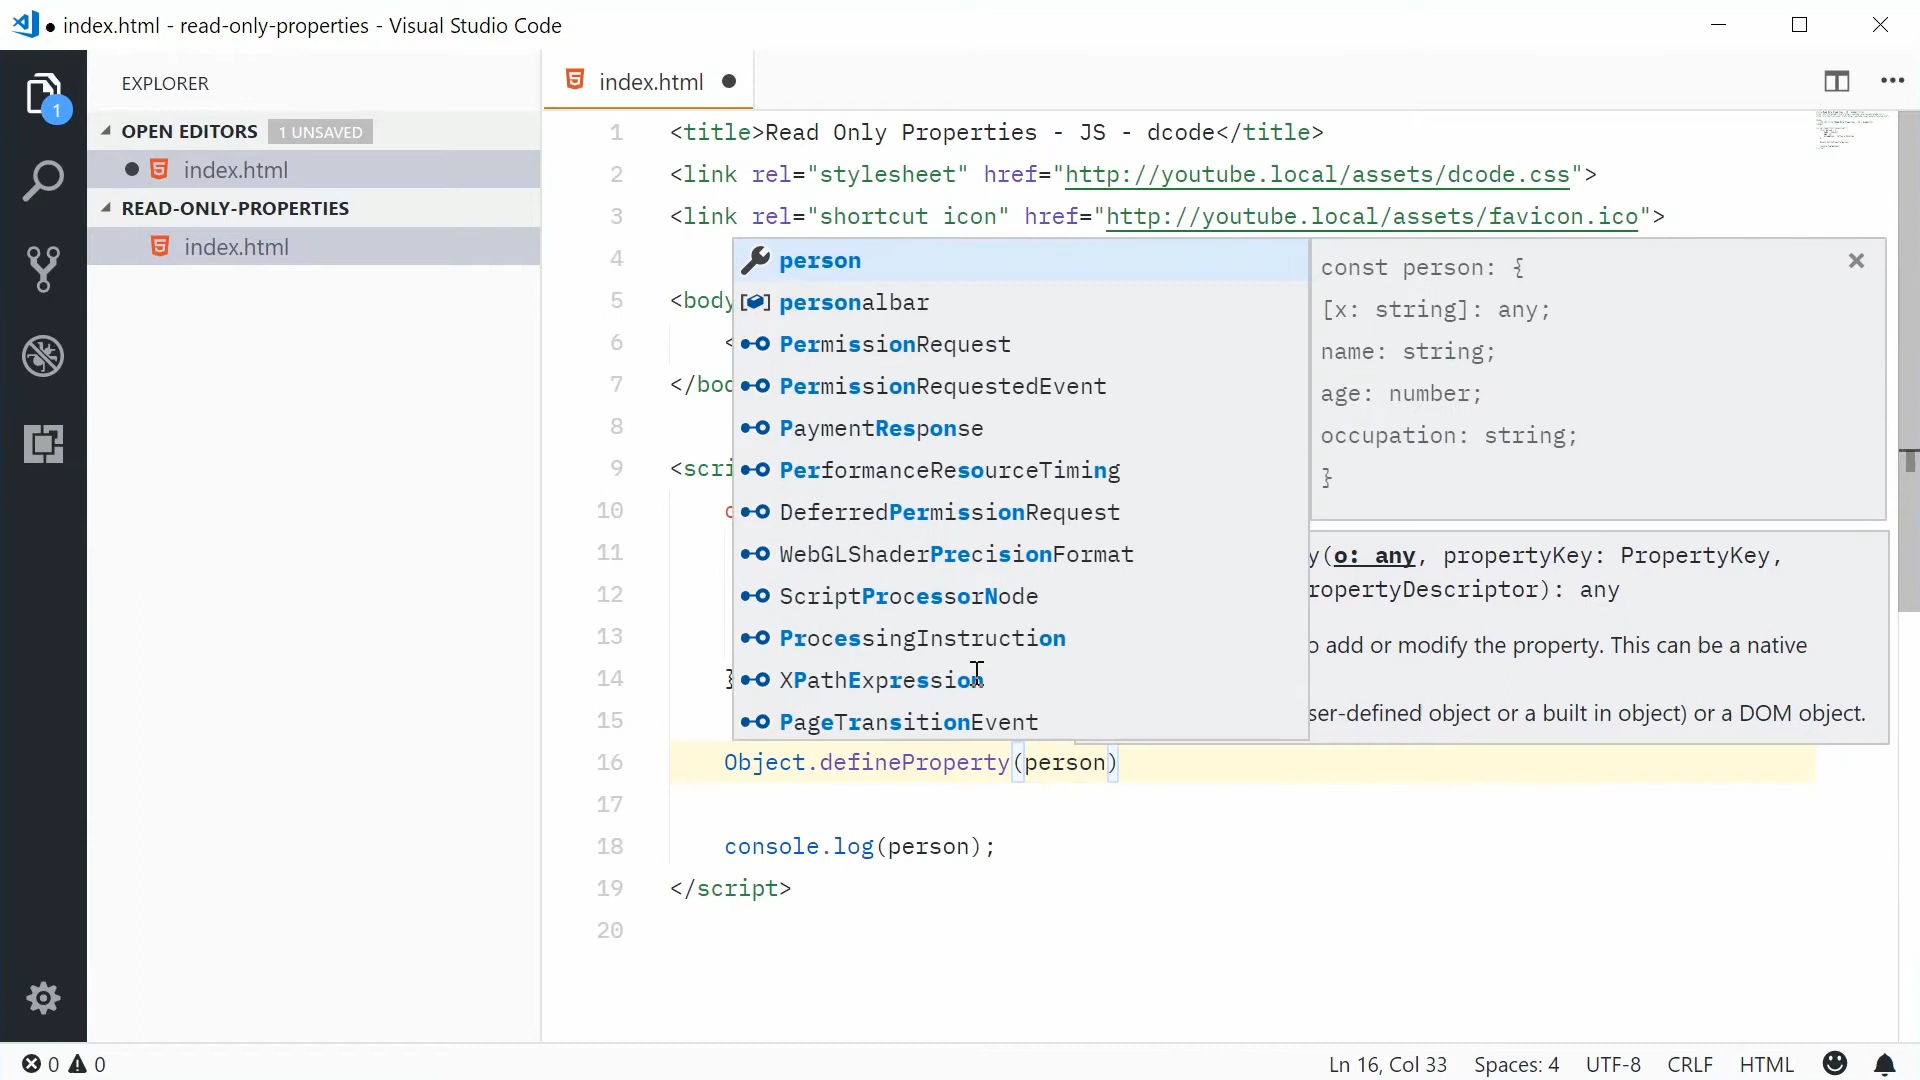 ● index.html - read-only-properties - Visual Studio Code
EXPLORER
OPEN EDITORS 1 UNSAVED
index.html
READ-ONLY-PROPERTIES
index.html
1
index.html
1 <title>Read Only Properties - JS - dcode</title>
2 <link rel="stylesheet" href="http://youtube.local/assets/dcode.css">
3 <link rel="shortcut icon" href="http://youtube.local/assets/favicon.ico">
4
5 <body
6 <
7 </bod
8
9 <scri
10 c
11
12
13
14 }
15
person
personalbar
PermissionRequest
PermissionRequestedEvent
PaymentResponse
PerformanceResourceTiming
DeferredPermissionRequest
WebGLShaderPrecisionFormat
ScriptProcessorNode
ProcessingInstruction
XPathExpression
PageTransitionEvent
const person: {
[x: string]: any;
name: string;
age: number;
occupation: string;
}
y(o: any, propertyKey: PropertyKey,
ropertyDescriptor): any
o add or modify the property. This can be a native
ser-defined object or a built in object) or a DOM object.
16 Object.defineProperty(person)
17
18 console.log(person);
19 </script>
20
0 0
Ln 16, Col 33 Spaces: 4 UTF-8 CRLF HTML